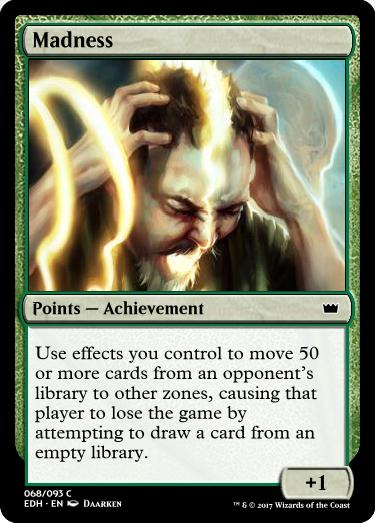 Madness
Points — Achievement
Use effects you control to move 50
or more cards from an opponent's
library to other zones, causing that
player to lose the game by
attempting to draw a card from an
empty library.
+1
068/093 C
EDH · EN Daarken
™ & © 2017 Wizards of the Coast